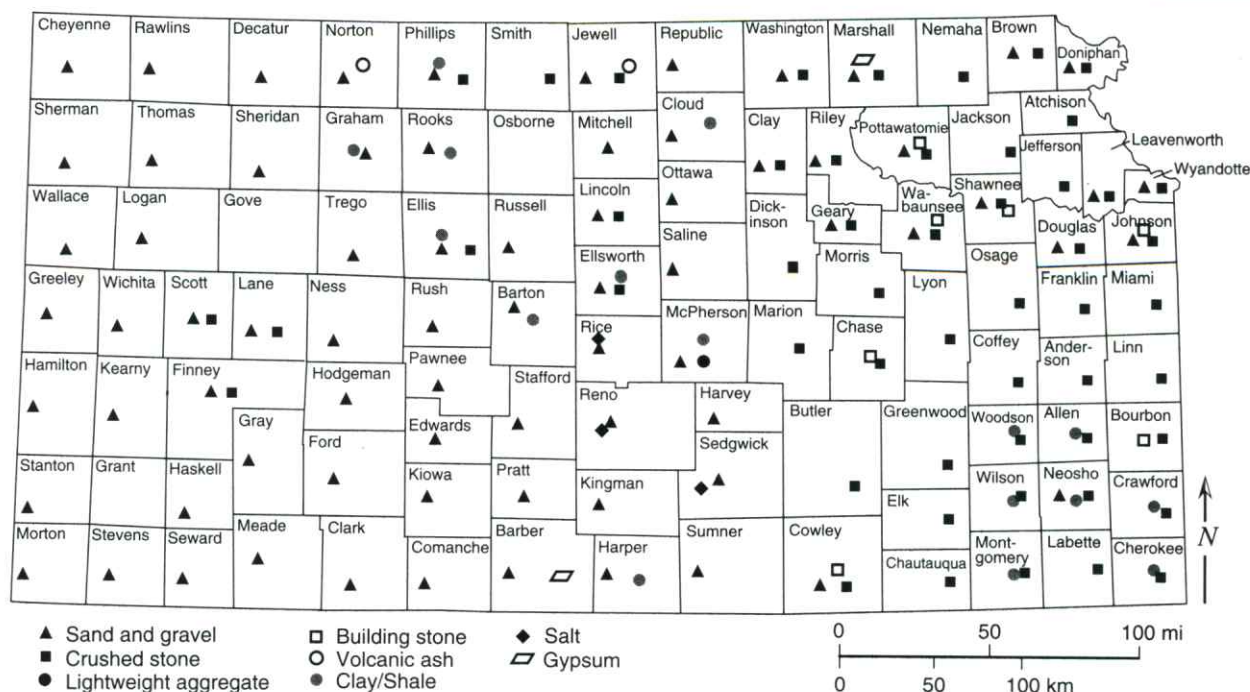 Cheyenne
Rawlins
Decatur
Norton
Phillips
Smith
Jewell
Republic
Washington
Marshall
Nemaha
Brown
Doniphan
Sherman
Thomas
Sheridan
Graham
Rooks
Osborne
Mitchell
Cloud
Clay
Riley
Pottawatomie
Jackson
Atchison
Jefferson
Leavenworth
Wyandotte
Ottawa
Wallace
Logan
Gove
Trego
Ellis
Russell
Lincoln
Saline
Dick-
inson
Geary
Wa-
baunsee
Shawnee
Douglas
Johnson
Ellsworth
Morris
Lyon
Osage
Franklin
Miami
Greeley
Wichita
Scott
Lane
Ness
Rush
Barton
Rice
McPherson
Marion
Chase
Coffey
Ander-
son
Linn
Hamilton
Kearny
Finney
Hodgeman
Pawnee
Stafford
Reno
Harvey
Butler
Greenwood
Woodson
Allen
Bourbon
Gray
Ford
Edwards
Sedgwick
Stanton
Grant
Haskell
Kiowa
Pratt
Kingman
Elk
Wilson
Neosho
Crawford
Morton
Stevens
Seward
Meade
Clark
Comanche
Barber
Harper
Sumner
Cowley
Chautauqua
Mont-
gomery
Labette
Cherokee
N
Sand and gravel
Crushed stone
Lightweight aggregate
Building stone
Volcanic ash
Clay/Shale
Salt
Gypsum
0 50 100 mi
0 50 100 km